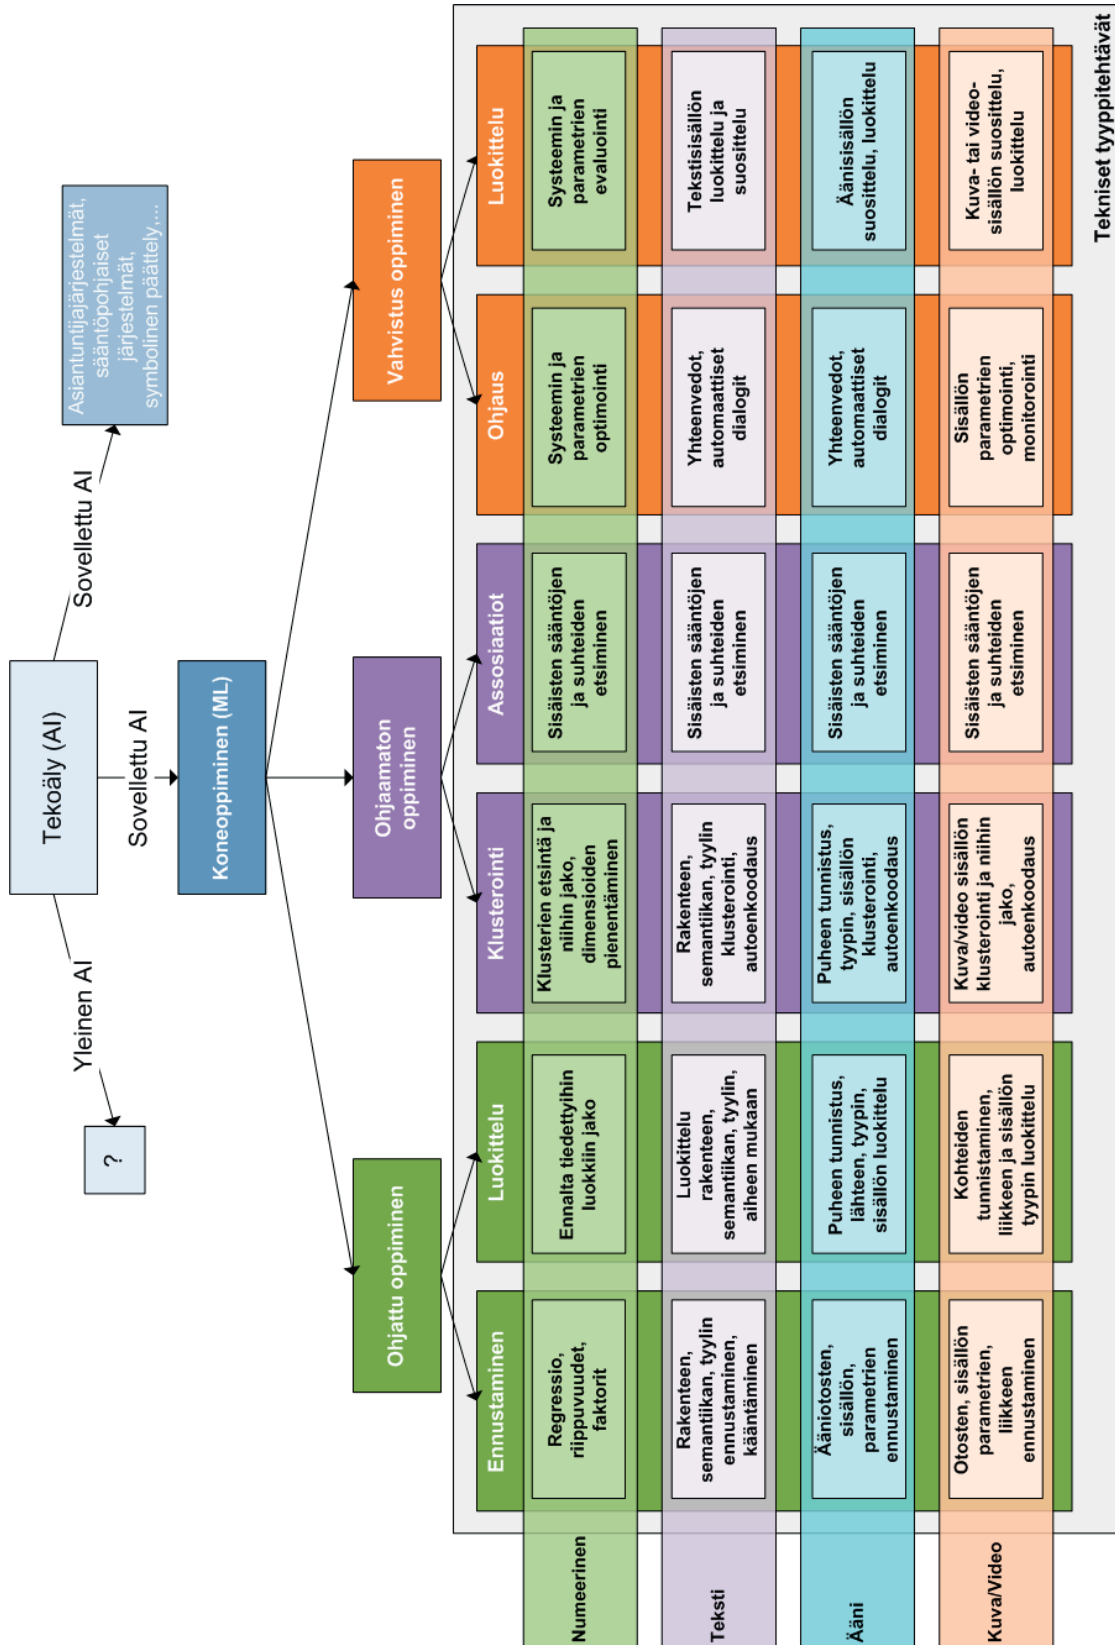 Tekoäly (AI)
Yleinen AI
Sovellettu AI
Sovellettu AI
?
Koneoppiminen (ML)
Asiantuntijajärjestelmät,
sääntöpohjaiset
järjestelmät,
symbolinen päättely,...
Ohjattu oppiminen
Ohjaamaton
oppiminen
Vahvistus oppiminen
Ennustaminen
Luokittelu
Klusterointi
Assosiaatiot
Ohjaus
Luokittelu
Numeerinen
Regressio,
riippuvuudet,
faktorit
Ennalta tiedettyihin
luokkiin jako
Klusterien etsintä ja
niihin jako,
dimensioiden
pienentäminen
Sisäisten sääntöjen
ja suhteiden
etsiminen
Systeemin ja
parametrien
optimointi
Systeemin ja
parametrien
evaluointi
Teksti
Rakenteen,
semantiikan, tyylin
ennustaminen,
kääntäminen
Luokittelu
rakenteen,
semantiikan, tyylin,
aiheen mukaan
Rakenteen,
semantiikan, tyylin
klusterointi,
autoenkoodaus
Sisäisten sääntöjen
ja suhteiden
etsiminen
Yhteenvedot,
automaattiset
dialogit
Tekstisisällön
luokittelu ja
suosittelu
Ääni
Ääniotosten,
sisällön,
parametrien
ennustaminen
Puheen tunnistus,
lähteen, tyypin,
sisällön luokittelu
Puheen tunnistus,
tyypin, sisällön
klusterointi,
autoenkoodaus
Sisäisten sääntöjen
ja suhteiden
etsiminen
Yhteenvedot,
automaattiset
dialogit
Äänisisällön
suosittelu, luokittelu
Kuva/Video
Otosten, sisällön
parametrien,
liikkeen
ennustaminen
Kohteiden
tunnistaminen,
liikkeen ja sisällön
tyypin luokittelu
Kuva/video sisällön
klusterointi ja niihin
jako,
autoenkoodaus
Sisäisten sääntöjen
ja suhteiden
etsiminen
Sisällön
parametrien
optimointi,
monitorointi
Kuva- tai video-
sisällön suosittelu,
luokittelu
Tekniset tyyppitehtävät